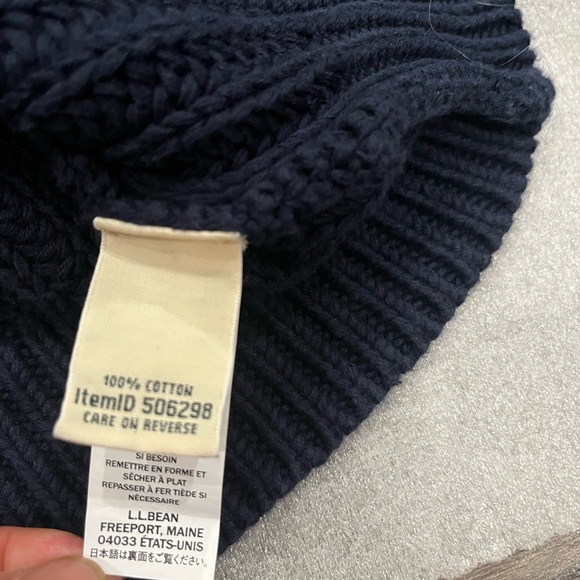 100% COTTON
ItemID 506298
CARE ON REVERSE
SI BESOIN
REMETTRE EN FORME ET
SÉCHER À PLAT
REPASSER À FER TIÈDE SI
NÉCESSAIRE
L.L.BEAN
FREEPORT, MAINE
04033 ÉTATS-UNIS
日本語は裏面をご覧ください。